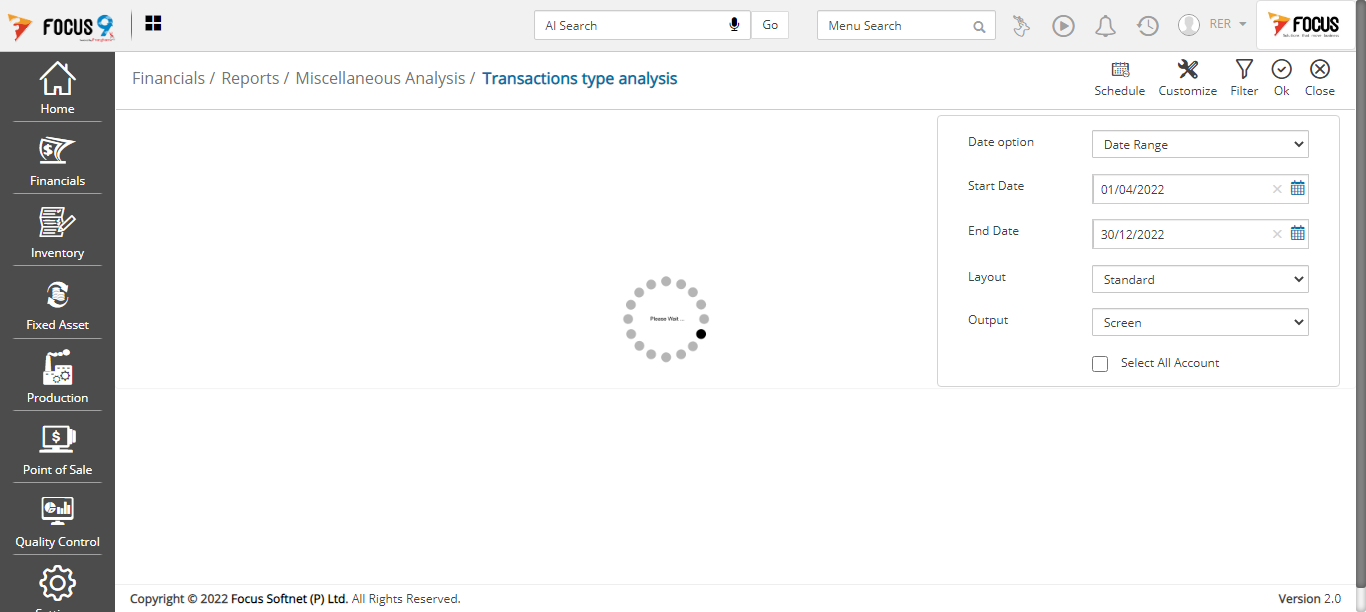 FOCUS 9
AI Search
Go
Menu Search
RER
FOCUS
Financials / Reports / Miscellaneous Analysis / Transactions type analysis
Schedule
Customize
Filter
Ok
Close
Home
Financials
Inventory
Fixed Asset
Production
Point of Sale
Quality Control
Date option
Date Range
Start Date
01/04/2022
End Date
30/12/2022
Layout
Standard
Output
Screen
Select All Account
Please Wait ...
Copyright © 2022 Focus Softnet (P) Ltd. All Rights Reserved.
Version 2.0